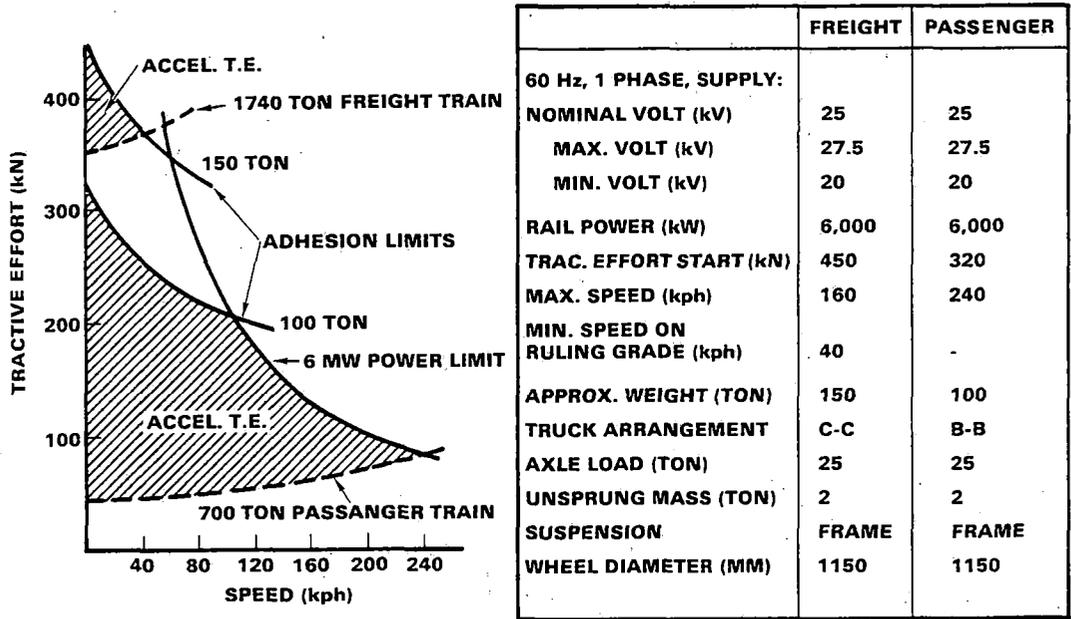 TRACTIVE EFFORT (kN)
400
300
200
100
ACCEL. T.E.
1740 TON FREIGHT TRAIN
150 TON
ADHESION LIMITS
100 TON
6 MW POWER LIMIT
ACCEL. T.E.
700 TON PASSANGER TRAIN
40 80 120 160 200 240
SPEED (kph)
FREIGHT PASSENGER
60 Hz, 1 PHASE, SUPPLY:
NOMINAL VOLT (kV) 25 25
MAX. VOLT (kV) 27.5 27.5
MIN. VOLT (kV) 20 20
RAIL POWER (kW) 6,000 6,000
TRAC. EFFORT START (kN) 450 320
MAX. SPEED (kph) 160 240
MIN. SPEED ON
RULING GRADE (kph) 40 -
APPROX. WEIGHT (TON) 150 100
TRUCK ARRANGEMENT C-C B-B
AXLE LOAD (TON) 25 25
UNSPRUNG MASS (TON) 2 2
SUSPENSION FRAME FRAME
WHEEL DIAMETER (MM) 1150 1150